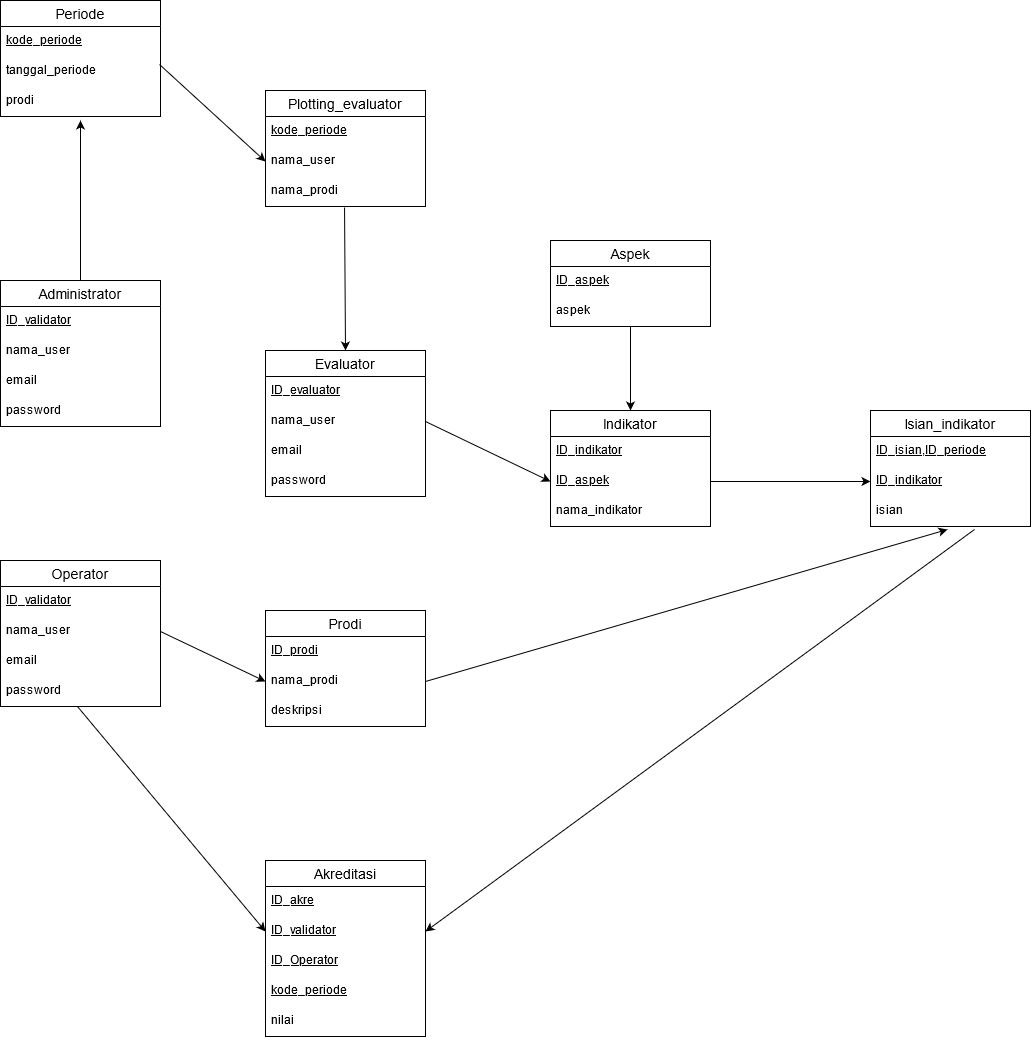 Periode
kode_periode
tanggal_periode
prodi
Plotting_evaluator
kode_periode
nama_user
nama_prodi
Administrator
ID_validator
nama_user
email
password
Evaluator
ID_evaluator
nama_user
email
password
Aspek
ID_aspek
aspek
Indikator
ID_indikator
ID_aspek
nama_indikator
Isian_indikator
ID_isian,ID_periode
ID_indikator
isian
Operator
ID_validator
nama_user
email
password
Prodi
ID_prodi
nama_prodi
deskripsi
Akreditasi
ID_akre
ID_validator
ID_Operator
kode_periode
nilai